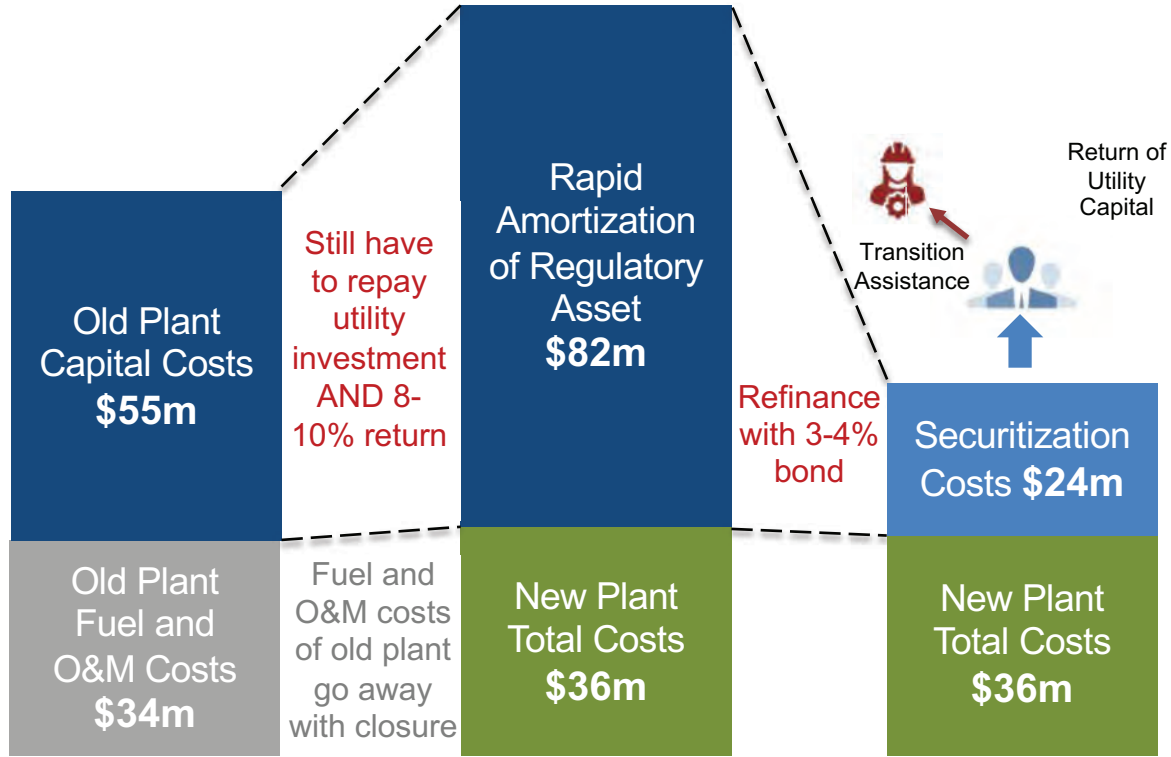 Old Plant
Capital Costs
$55m
Old Plant
Fuel and
O&M Costs
$34m
Still have
to repay
utility
investment
AND 8-
10% return
Fuel and
O&M costs
of old plant
go away
with closure
Rapid
Amortization
of Regulatory
Asset
$82m
New Plant
Total Costs
$36m
Refinance
with 3-4%
bond
Transition
Assistance
Return of
Utility
Capital
Securitization
Costs $24m
New Plant
Total Costs
$36m